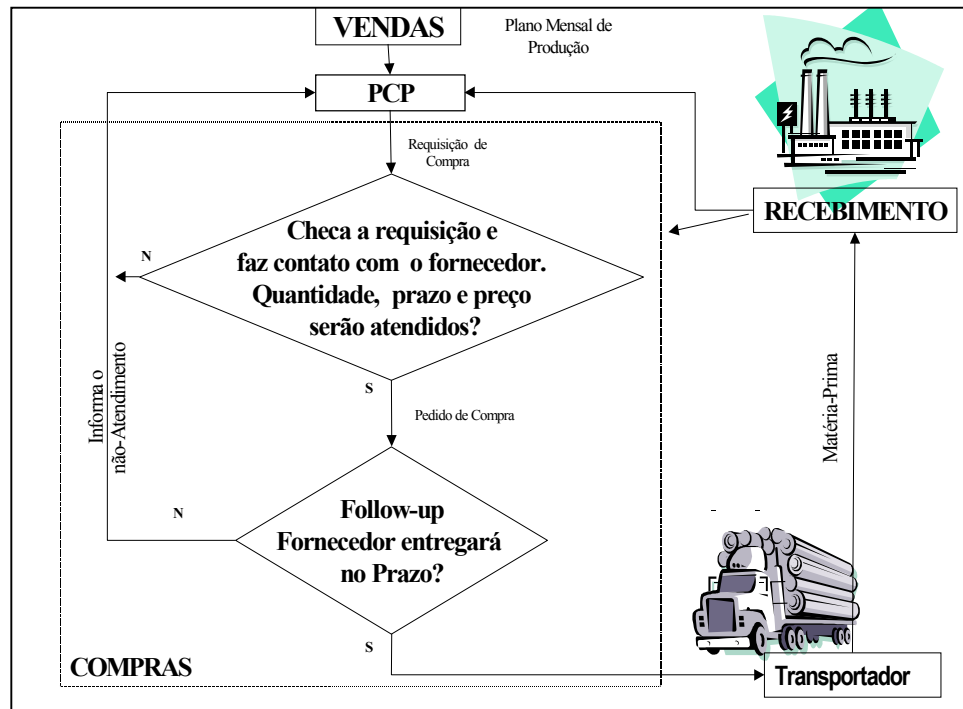 VENDAS
Plano Mensal de
Produção
PCP
Requisição de
Compra
RECEBIMENTO
Checa a requisição e
faz contato com o fornecedor.
Quantidade, prazo e preço
serão atendidos?
N
S
Pedido de Compra
Informa o
não-Atendimento
Matéria-Prima
N
Follow-up
Fornecedor entregará
no Prazo?
S
COMPRAS
Transportador